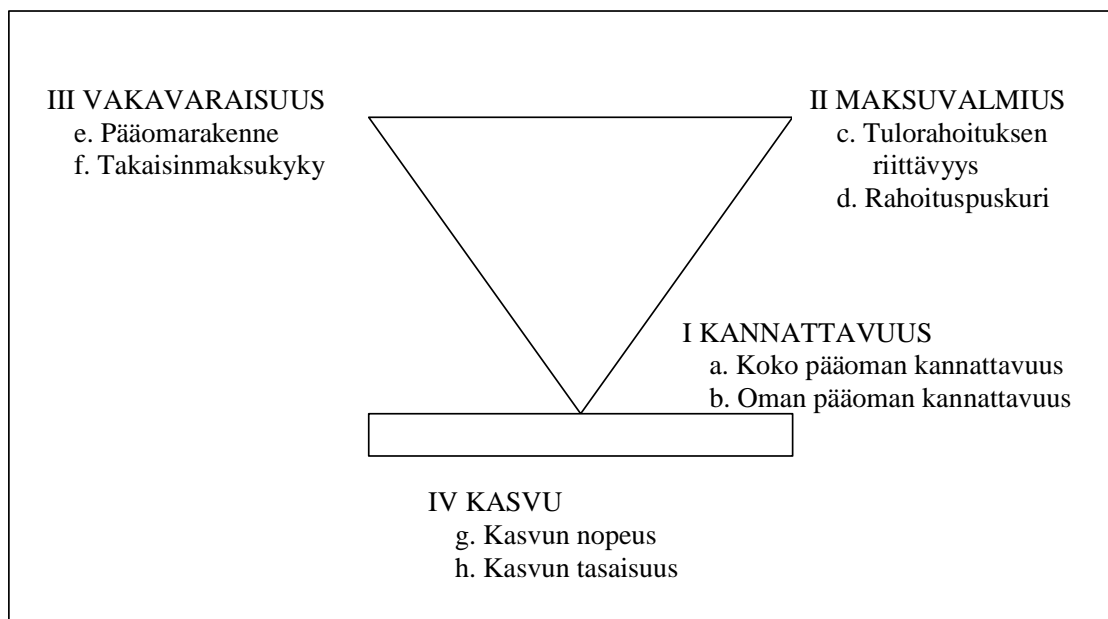 III VAKAVARAISUUS
e. Pääomarakenne
f. Takaisinmaksukyky
II MAKSUVALMIUS
c. Tulorahoituksen
riittävyys
d. Rahoituspuskuri
I KANNATTAVUUS
a. Koko pääoman kannattavuus
b. Oman pääoman kannattavuus
IV KASVU
g. Kasvun nopeus
h. Kasvun tasaisuus